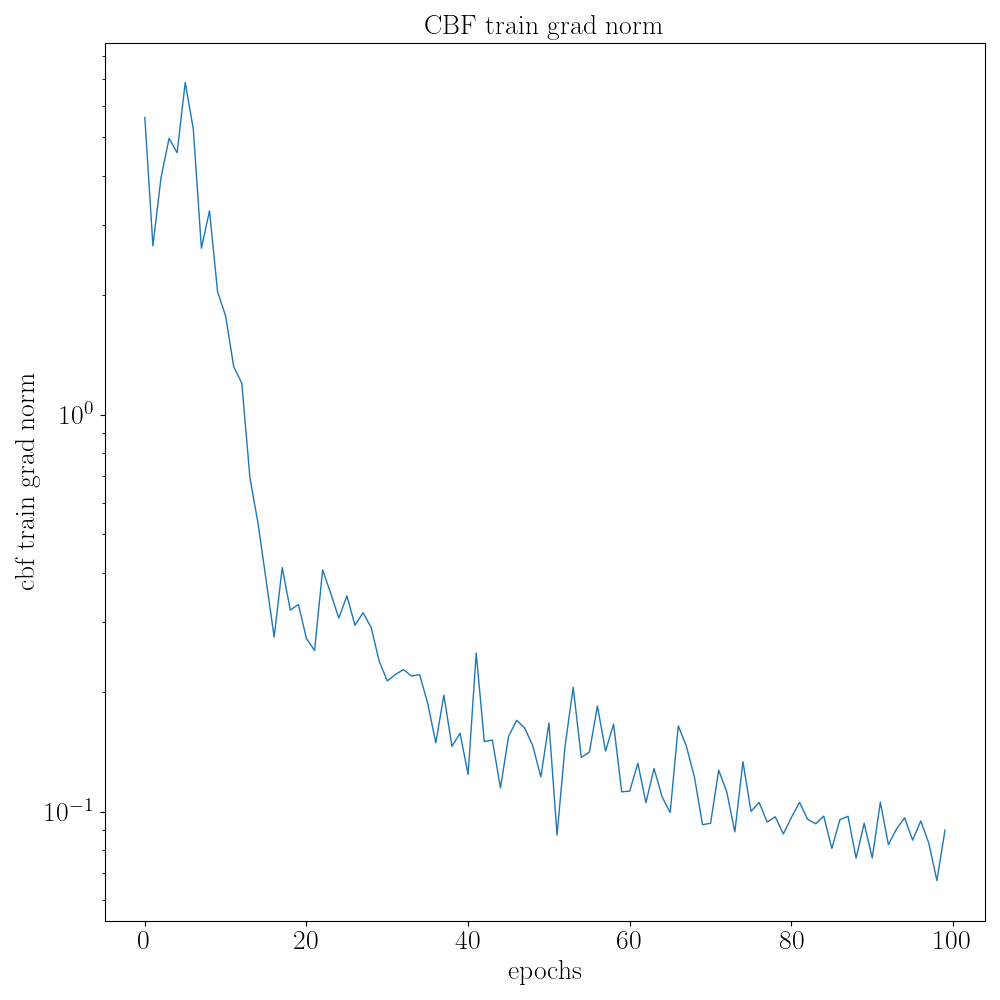 CBF train grad norm
cbf train grad norm
10^0
10^{-1}
0 20 40 60 80 100
epochs